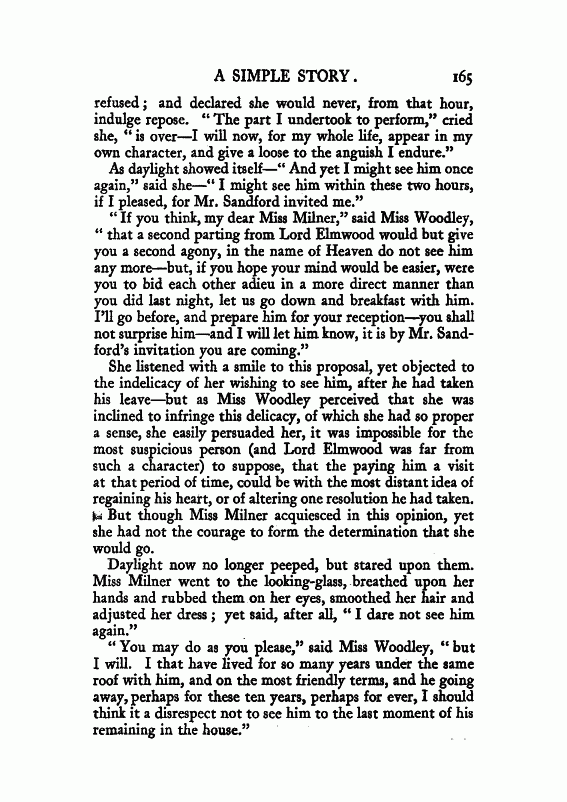 A SIMPLE STORY. 165
refused; and declared she would never, from that hour,
indulge repose. “The part I undertook to perform,” cried
she, “is over—I will now, for my whole life, appear in my
own character, and give a loose to the anguish I endure.”
As daylight showed itself—“And yet I might see him once
again,” said she—“I might see him within these two hours,
if I pleased, for Mr. Sandford invited me.”
“If you think, my dear Miss Milner,” said Miss Woodley,
“that a second parting from Lord Elmwood would but give
you a second agony, in the name of Heaven do not see him
any more—but, if you hope your mind would be easier, were
you to bid each other adieu in a more direct manner than
you did last night, let us go down and breakfast with him.
I’ll go before, and prepare him for your reception—you shall
not surprise him—and I will let him know, it is by Mr. Sand-
ford’s invitation you are coming.”
She listened with a smile to this proposal, yet objected to
the indelicacy of her wishing to see him, after he had taken
his leave—but as Miss Woodley perceived that she was
inclined to infringe this delicacy, of which she had so proper
a sense, she easily persuaded her, it was impossible for the
most suspicious person (and Lord Elmwood was far from
such a character) to suppose, that the paying him a visit
at that period of time, could be with the most distant idea of
regaining his heart, or of altering one resolution he had taken.
But though Miss Milner acquiesced in this opinion, yet
she had not the courage to form the determination that she
would go.
Daylight now no longer peeped, but stared upon them.
Miss Milner went to the looking-glass, breathed upon her
hands and rubbed them on her eyes, smoothed her hair and
adjusted her dress; yet said, after all, “I dare not see him
again.”
“You may do as you please,” said Miss Woodley, “but
I will. I that have lived for so many years under the same
roof with him, and on the most friendly terms, and he going
away, perhaps for these ten years, perhaps for ever, I should
think it a disrespect not to see him to the last moment of his
remaining in the house.”